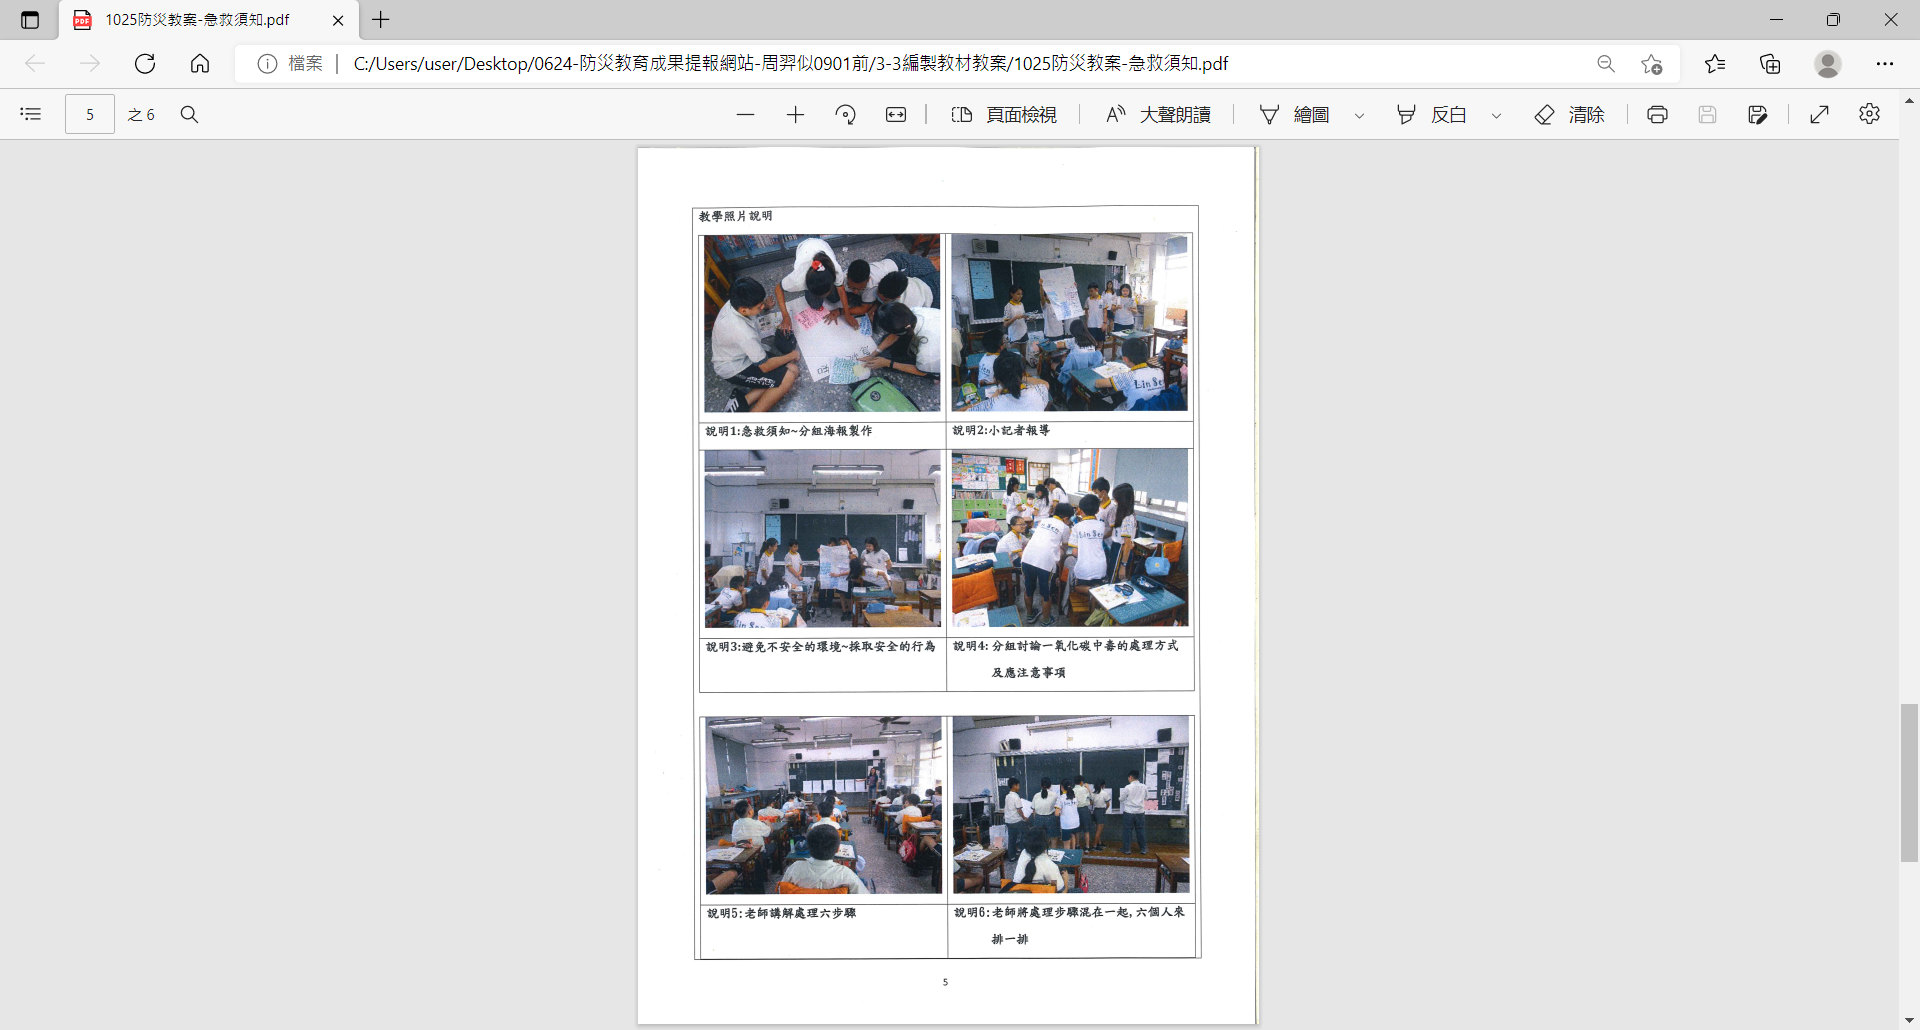 1025防災教案-急救須知.pdf
檔案 C:/Users/user/Desktop/0624-防災教育成果提報網站-周羿似0901前/3-3編製教材教案/1025防災教案-急救須知.pdf
5 之 6 頁面檢視 大聲朗讀 繪圖 反白 清除
教學照片說明
Lin Sen
說明1:急救須知~分組海報製作
說明2:小記者報導
Lin Sen
說明3:避免不安全的環境~採取安全的行為
說明4: 分組討論一氧化碳中毒的處理方式
及應注意事項
說明5:老師講解處理六步驟
說明6:老師將處理步驟混在一起,六個人來
排一排
5